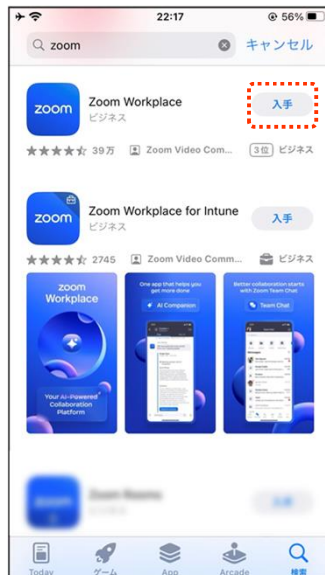 22:17
56%
zoom
キャンセル
zoom
Zoom Workplace
ビジネス
入手
39万
Zoom Video Com...
3位 ビジネス
zoom
Zoom Workplace for Intune
ビジネス
入手
2745
Zoom Video Comm...
ビジネス
zoom
Workplace
Your AI-Powered
Collaboration
Platform
One app that helps you
get more done
AI Companion
Better collaboration starts
with Zoom Team Chat
Team Chat
Zoom Rooms
Today
ゲーム
App
Arcade
検索